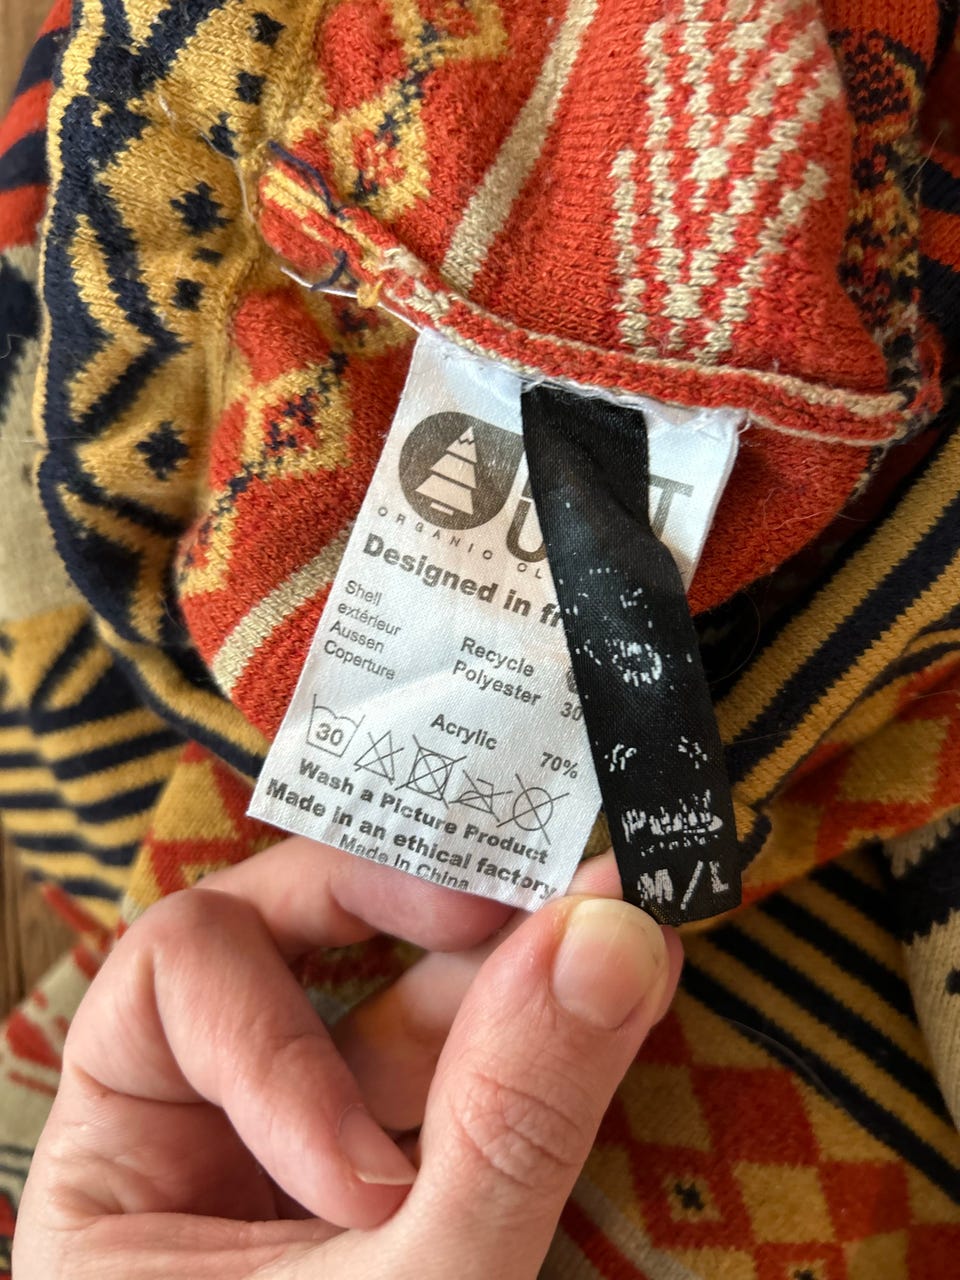 ORGANIC CL
Designed in fr
Shell
extérieur
Aussen
Coperture
Recycle
Polyester 30
Acrylic 70%
30
Wash a Picture Product
Made in an ethical factory
Made In China
M/L